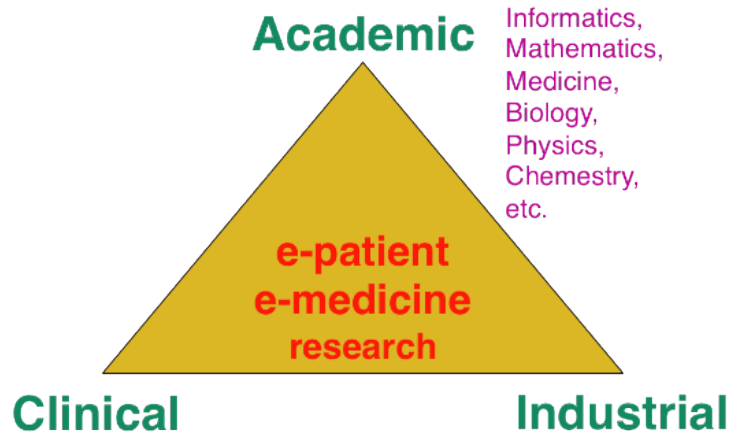 Academic
Informatics,
Mathematics,
Medicine,
Biology,
Physics,
Chemestry,
etc.
e-patient
e-medicine
research
Clinical
Industrial